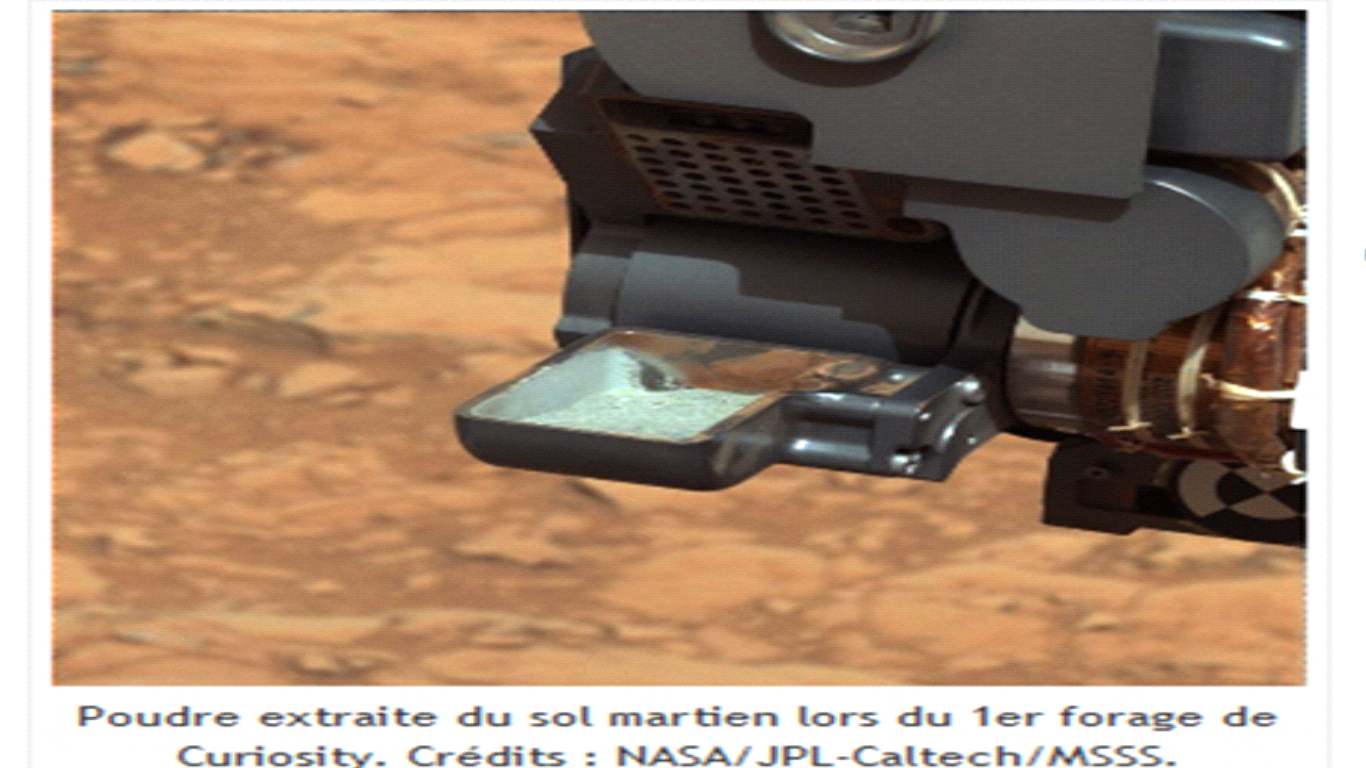 Poudre extraite du sol martien lors du 1er forage de
Curiosity. Crédits : NASA/JPL-Caltech/MSSS.